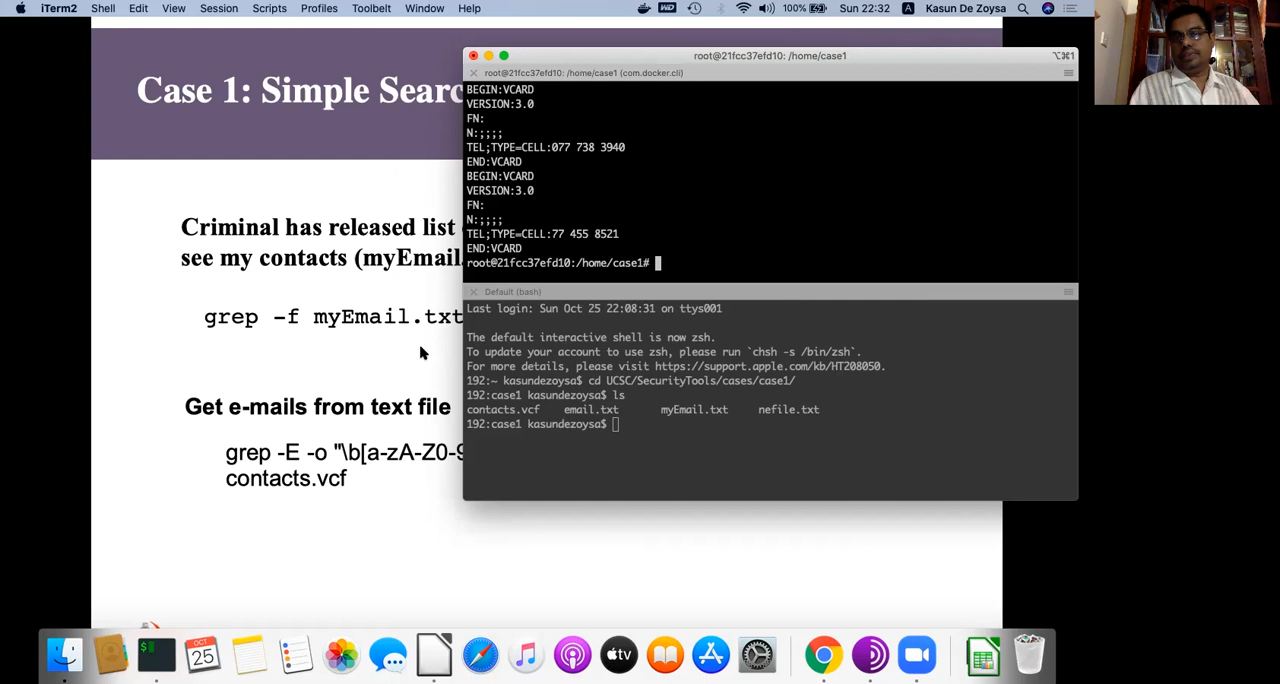 iTerm2 Shell Edit View Session Scripts Profiles Toolbelt Window Help
WD 100% Sun 22:32 A Kasun De Zoysa
Case 1: Simple Searc
Criminal has released list
see my contacts (myEmail.
grep -f myEmail.txt
Get e-mails from text file
grep -E -o "\b[a-zA-Z0-9
contacts.vcf
root@21fcc37efd10: /home/case1
⌥⌘1
root@21fcc37efd10: /home/case1 (com.docker.cli)
BEGIN:VCARD
VERSION:3.0
FN:
N:;;;;
TEL;TYPE=CELL:077 738 3940
END:VCARD
BEGIN:VCARD
VERSION:3.0
FN:
N:;;;;
TEL;TYPE=CELL:77 455 8521
END:VCARD
root@21fcc37efd10:/home/case1#
Default (bash)
Last login: Sun Oct 25 22:08:31 on ttys001
The default interactive shell is now zsh.
To update your account to use zsh, please run `chsh -s /bin/zsh`.
For more details, please visit https://support.apple.com/kb/HT208050.
192:~ kasundezoysa$ cd UCSC/SecurityTools/cases/case1/
192:case1 kasundezoysa$ ls
contacts.vcf email.txt myEmail.txt nefile.txt
192:case1 kasundezoysa$
$
OCT
25
tv